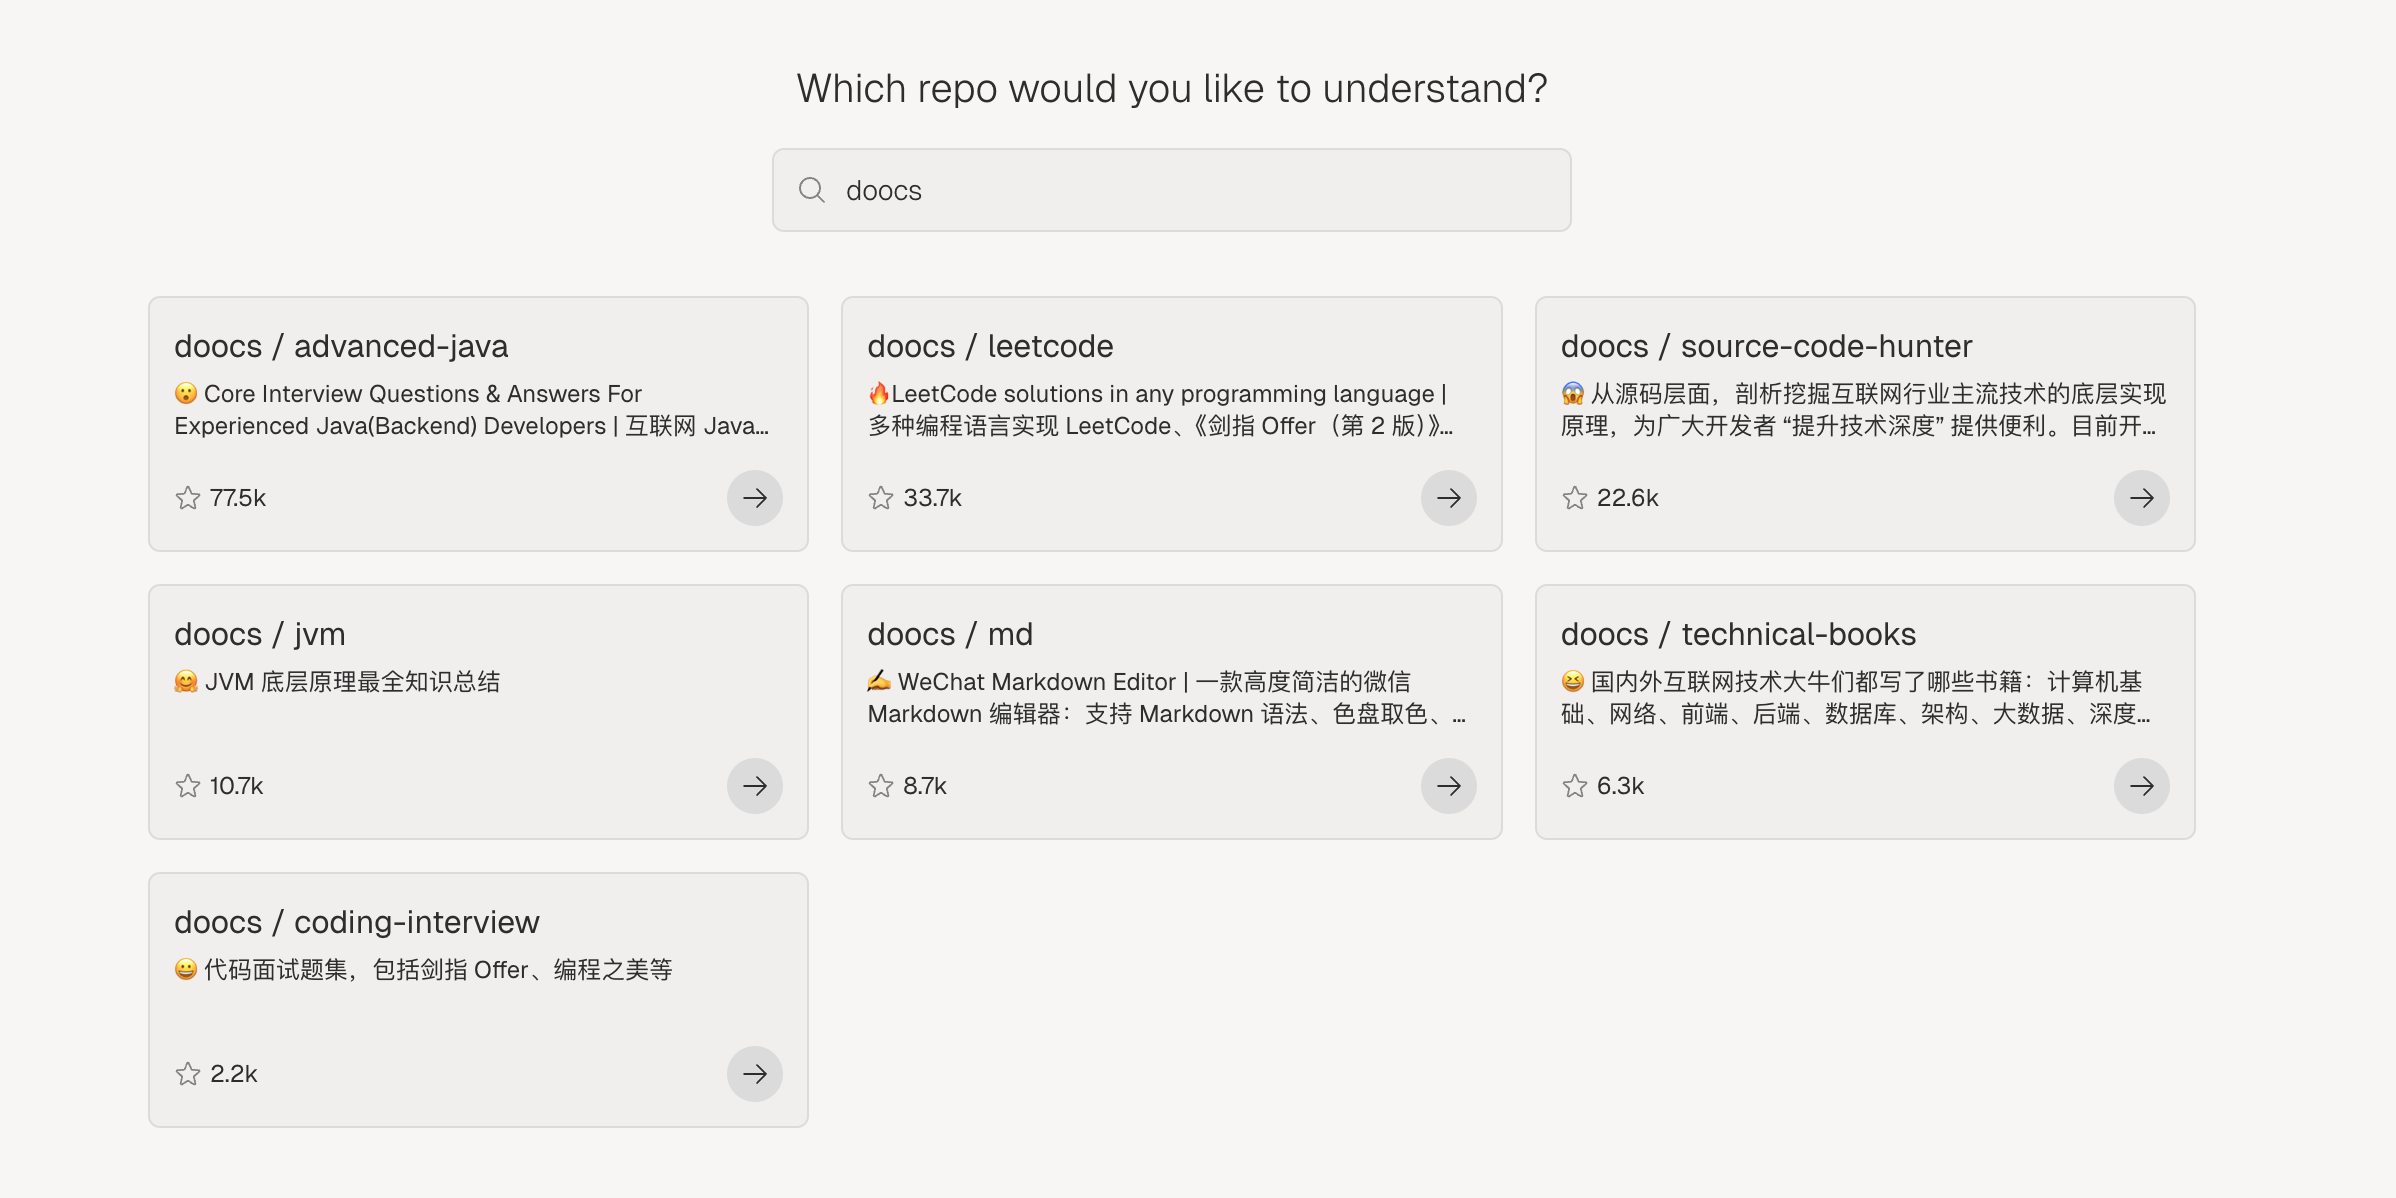 Which repo would you like to understand?
doocs
doocs / advanced-java
😮 Core Interview Questions & Answers For
Experienced Java(Backend) Developers | 互联网 Java…
77.5k
doocs / leetcode
🔥LeetCode solutions in any programming language |
多种编程语言实现 LeetCode、《剑指 Offer（第 2 版）》…
33.7k
doocs / source-code-hunter
😱 从源码层面，剖析挖掘互联网行业主流技术的底层实现
原理，为广大开发者 “提升技术深度” 提供便利。目前开…
22.6k
doocs / jvm
🤗 JVM 底层原理最全知识总结
10.7k
doocs / md
✍ WeChat Markdown Editor | 一款高度简洁的微信
Markdown 编辑器：支持 Markdown 语法、色盘取色、…
8.7k
doocs / technical-books
😆 国内外互联网技术大牛们都写了哪些书籍：计算机基
础、网络、前端、后端、数据库、架构、大数据、深度…
6.3k
doocs / coding-interview
😀 代码面试题集，包括剑指 Offer、编程之美等
2.2k